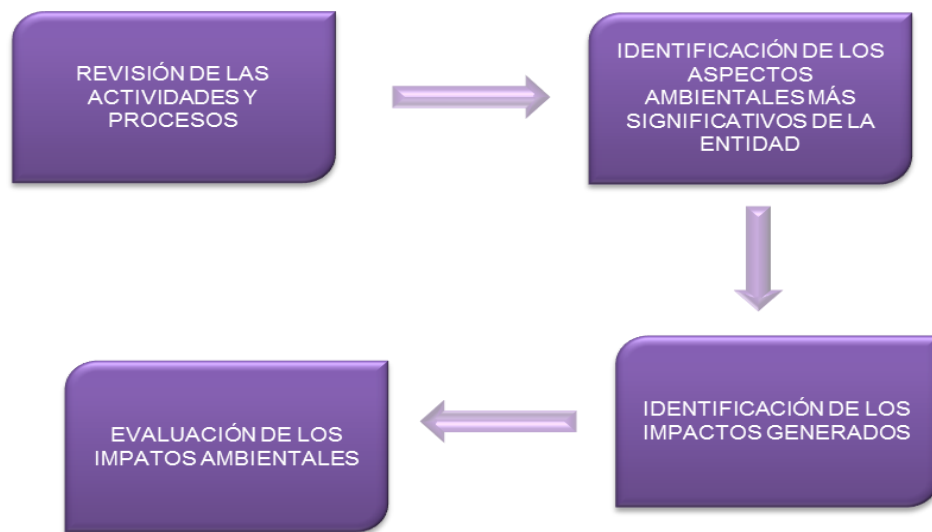 REVISIÓN DE LAS
ACTIVIDADES Y
PROCESOS
IDENTIFICACIÓN DE LOS
ASPECTOS
AMBIENTALES MÁS
SIGNIFICATIVOS DE LA
ENTIDAD
IDENTIFICACIÓN DE LOS
IMPACTOS GENERADOS
EVALUACIÓN DE LOS
IMPATOS AMBIENTALES